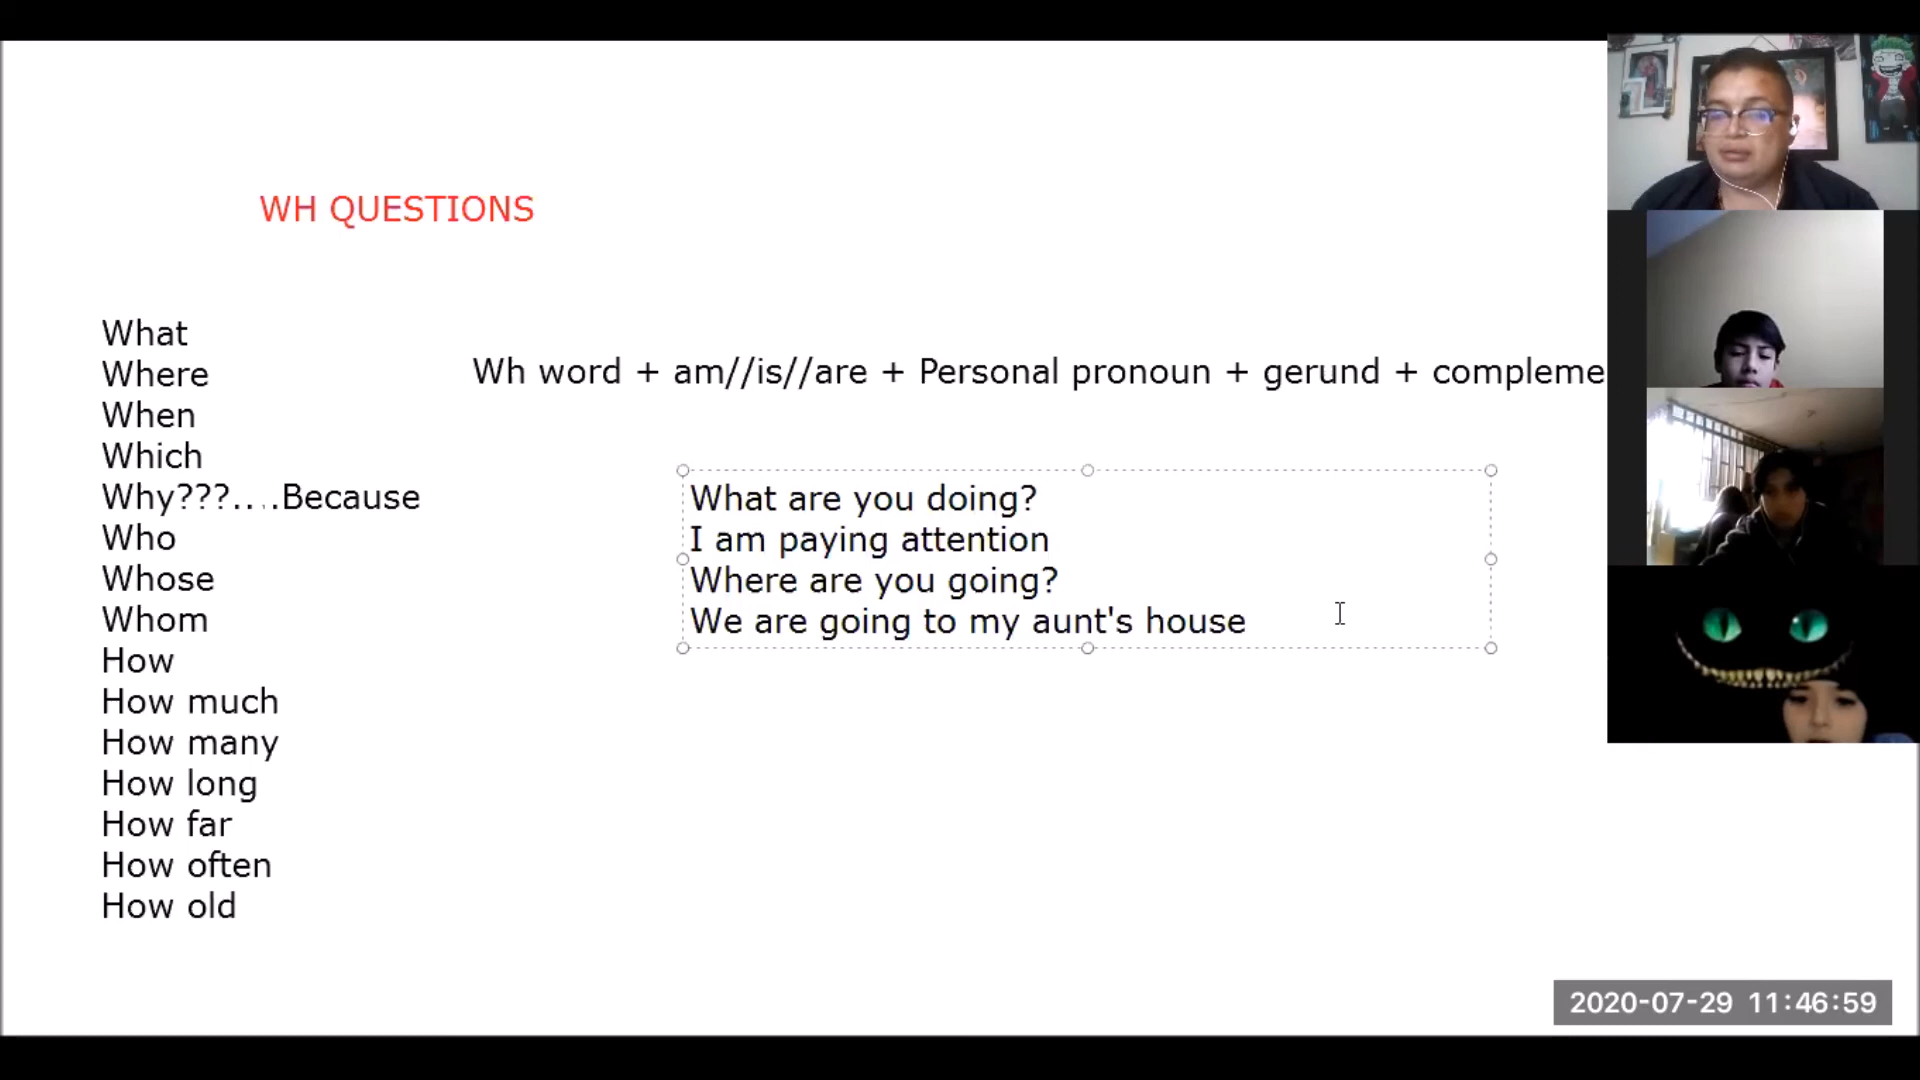 WH QUESTIONS
What
Where
When
Which
Why???....Because
Who
Whose
Whom
How
How much
How many
How long
How far
How often
How old
Wh word + am//is//are + Personal pronoun + gerund + compleme
What are you doing?
I am paying attention
Where are you going?
We are going to my aunt's house
2020-07-29 11:46:59